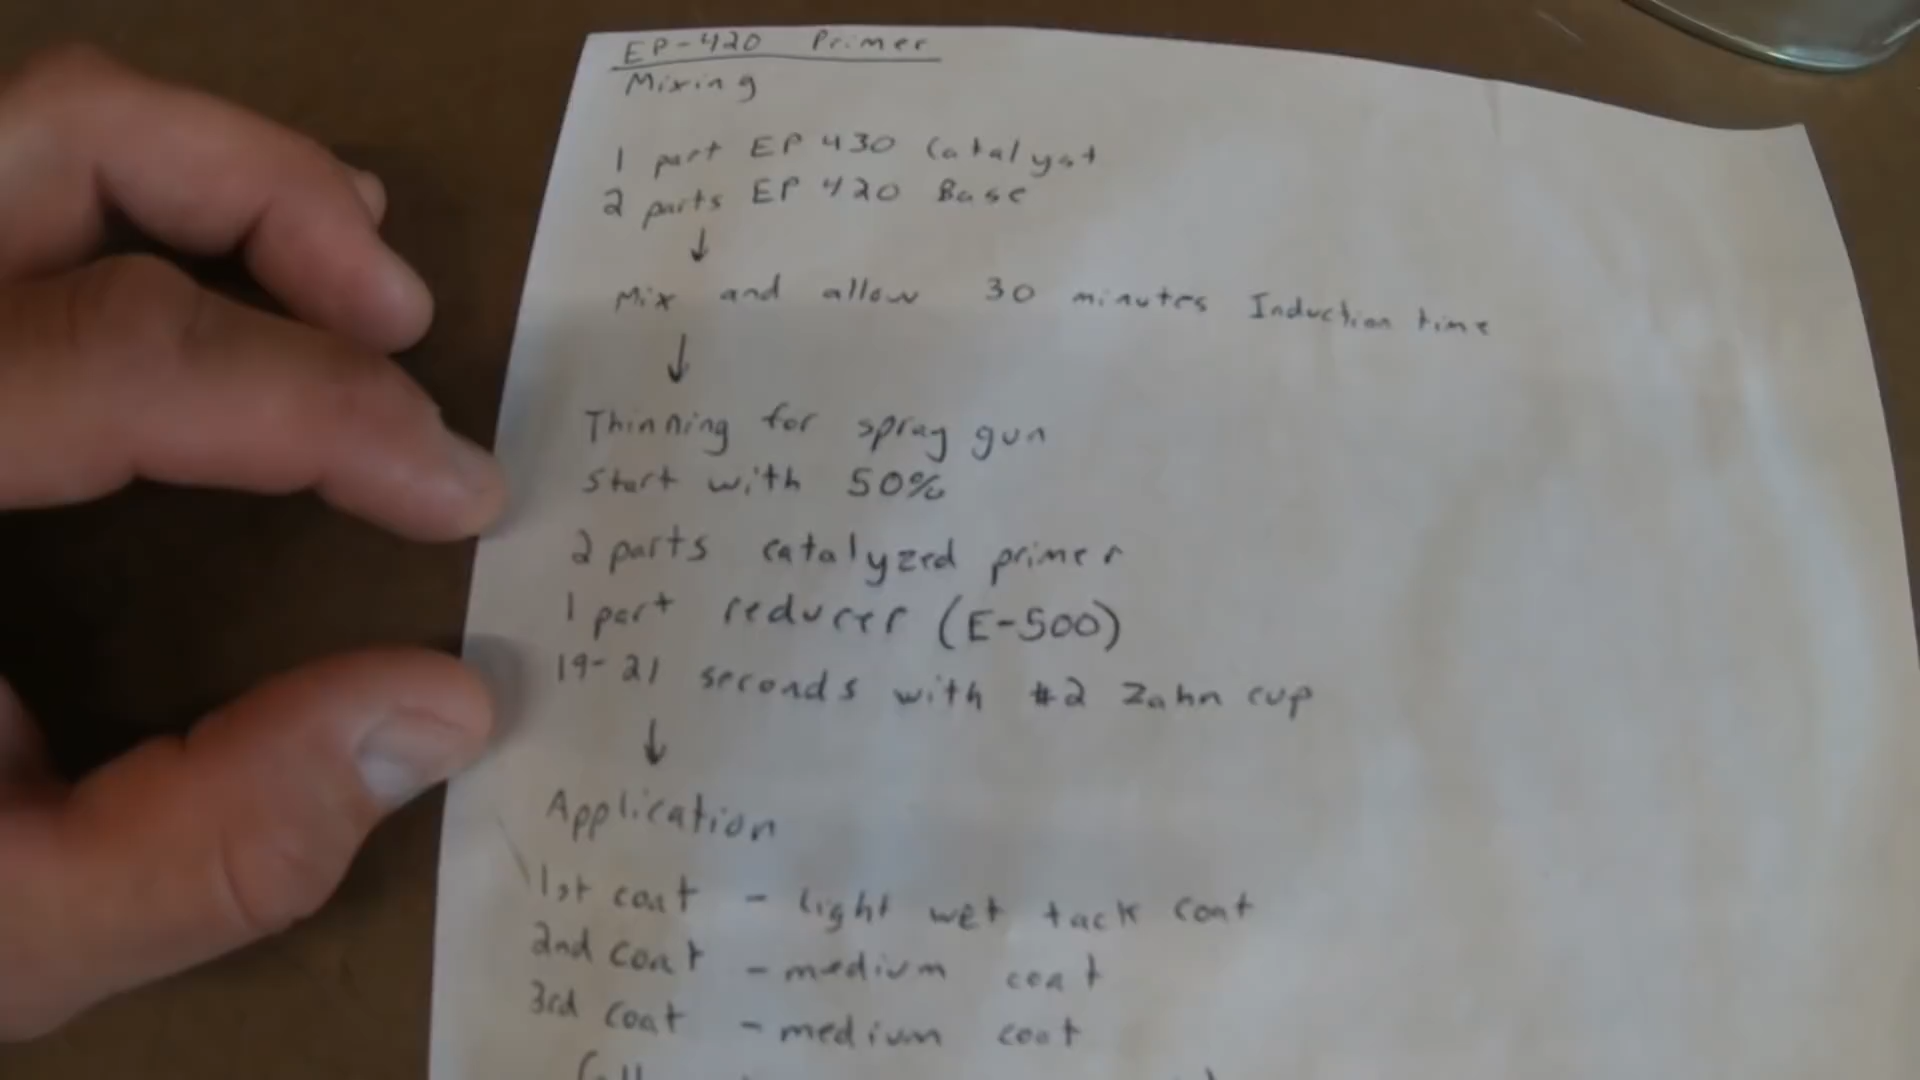 EP-420 Primer
Mixing
1 part EP 430 Catalyst
2 parts EP 420 Base
↓
Mix and allow 30 minutes Induction time
↓
Thinning for spray gun
Start with 50%
2 parts catalyzed primer
1 part reducer (E-500)
19-21 seconds with #2 Zahn cup
↓
Application
1st coat - light wet tack coat
2nd coat - medium coat
3rd coat - medium coat